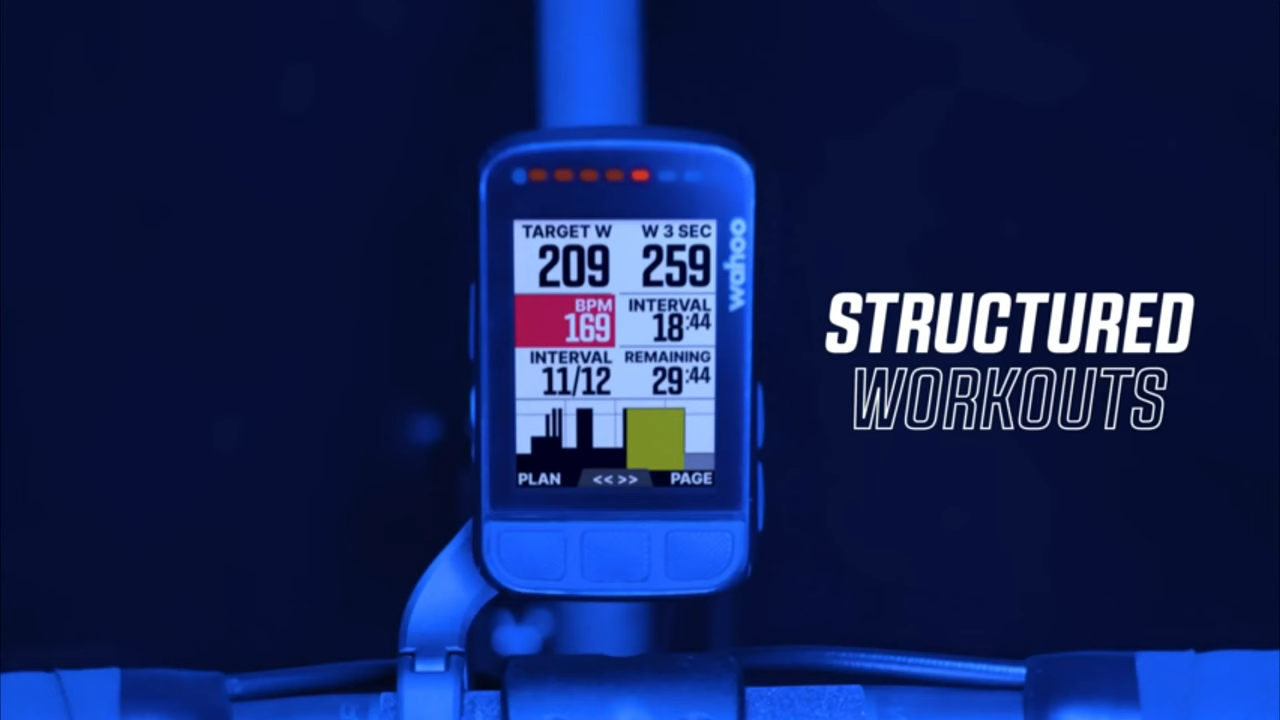 TARGET W W 3 SEC
209 259
BPM INTERVAL
169 18:44
INTERVAL REMAINING
11/12 29:44
PLAN << >> PAGE
wahoo
STRUCTURED
WORKOUTS